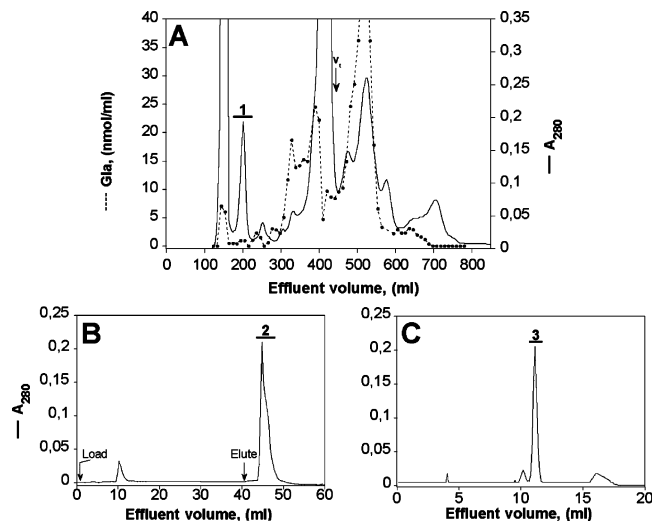 A
40
35
30
25
20
15
10
5
0
---- Gla, (nmol/ml)
1
Vt
0,35
0,3
0,25
0,2
0,15
0,1
0,05
0
— A280
0 100 200 300 400 500 600 700 800
Effluent volume, (ml)
B
0,25
0,2
0,15
0,1
0,05
0
— A280
Load
Elute
2
0 10 20 30 40 50 60
Effluent volume, (ml)
C
0,25
0,2
0,15
0,1
0,05
0
3
0 5 10 15 20
Effluent volume, (ml)